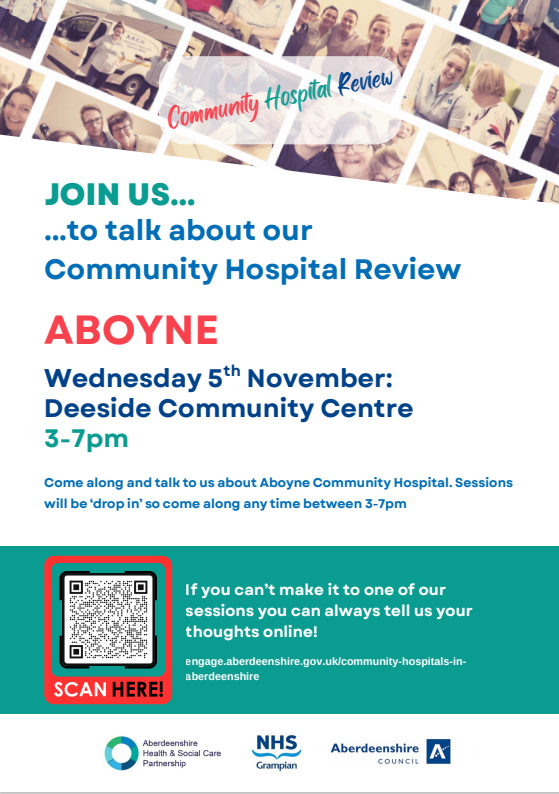 Community Hospital Review
JOIN US...
...to talk about our
Community Hospital Review
ABOYNE
Wednesday 5th November:
Deeside Community Centre
3-7pm
Come along and talk to us about Aboyne Community Hospital. Sessions
will be ‘drop in’ so come along any time between 3-7pm
If you can’t make it to one of our
sessions you can always tell us your
thoughts online!
engage.aberdeenshire.gov.uk/community-hospitals-in-
aberdeenshire
SCAN HERE!
Aberdeenshire
Health & Social Care
Partnership
NHS
Grampian
Aberdeenshire
COUNCIL